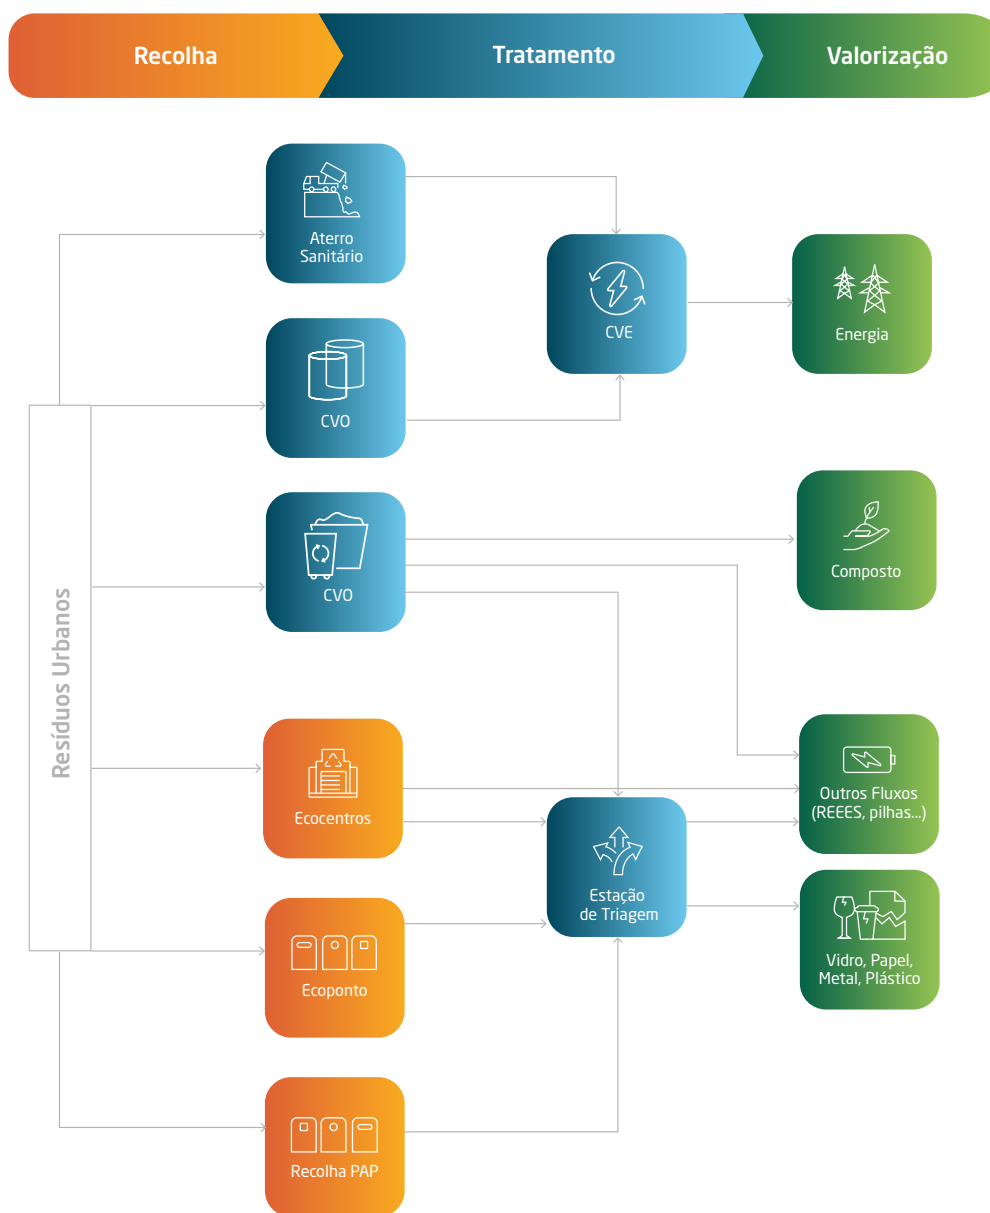 Recolha
Tratamento
Valorização
Aterro
Sanitário
CVE
Energia
CVO
CVO
Composto
Resíduos Urbanos
Ecocentros
Outros Fluxos
(REEES, pilhas...)
Estação
de Triagem
Ecoponto
Vidro, Papel,
Metal, Plástico
Recolha PAP